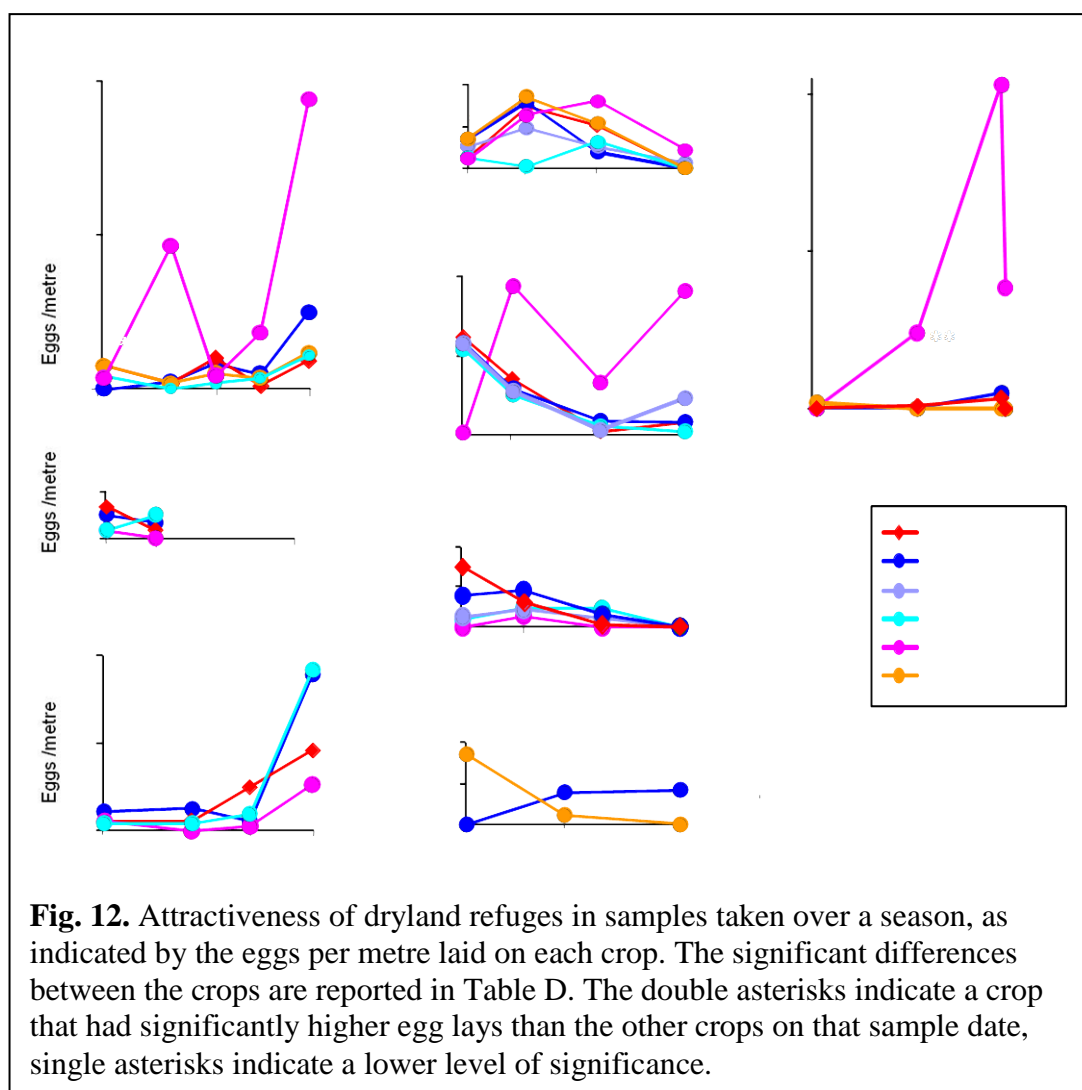 Eggs /metre
**
Eggs /metre
Eggs /metre
Fig. 12. Attractiveness of dryland refuges in samples taken over a season, as
indicated by the eggs per metre laid on each crop. The significant differences
between the crops are reported in Table D. The double asterisks indicate a crop
that had significantly higher egg lays than the other crops on that sample date,
single asterisks indicate a lower level of significance.